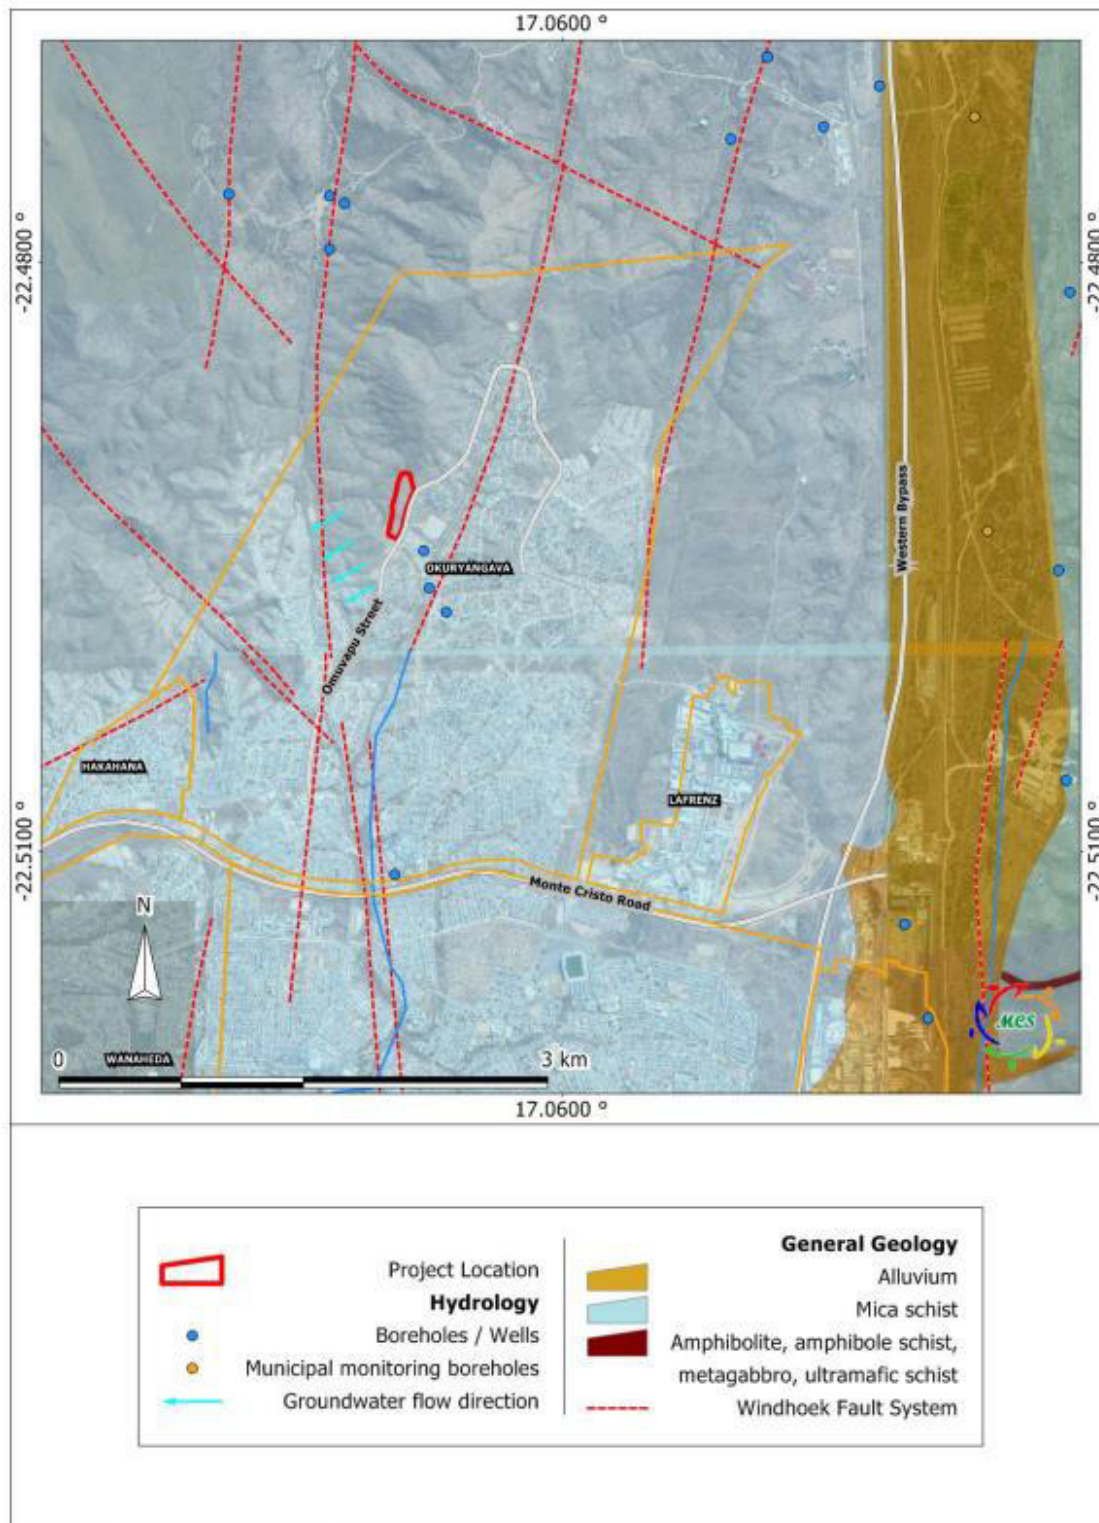 17.0600 °
-22.4800 °
-22.4800 °
Western Bypass
OKURYANGAVA
Omuvapu Street
HAKAHANA
LAFRENZ
-22.5100 °
-22.5100 °
Monte Cristo Road
N
MCS
WANAHEDA
0 3 km
17.0600 °
Project Location
Hydrology
Boreholes / Wells
Municipal monitoring boreholes
Groundwater flow direction
General Geology
Alluvium
Mica schist
Amphibolite, amphibole schist,
metagabbro, ultramafic schist
Windhoek Fault System